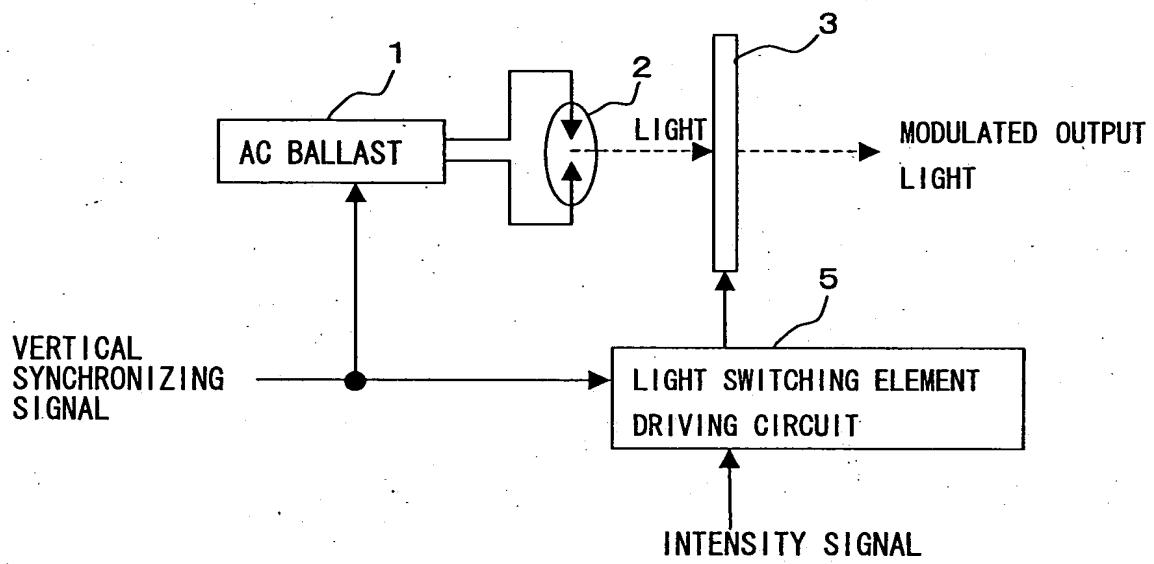 1
2
3
AC BALLAST
LIGHT
MODULATED OUTPUT
LIGHT
5
VERTICAL
SYNCHRONIZING
SIGNAL
LIGHT SWITCHING ELEMENT
DRIVING CIRCUIT
INTENSITY SIGNAL